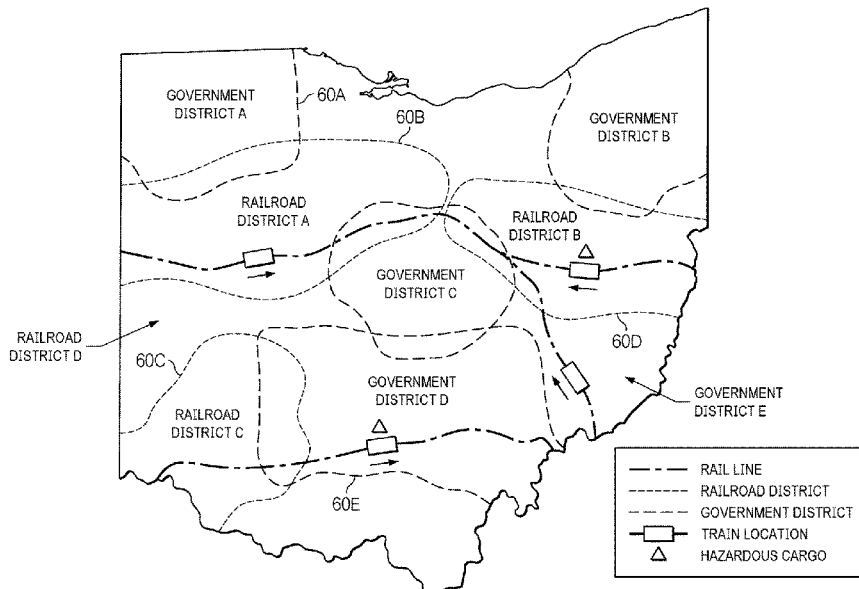 GOVERNMENT
DISTRICT A
60A
60B
GOVERNMENT
DISTRICT B
RAILROAD
DISTRICT A
RAILROAD
DISTRICT B
GOVERNMENT
DISTRICT C
RAILROAD
DISTRICT D
60C
60D
GOVERNMENT
DISTRICT D
GOVERNMENT
DISTRICT E
RAILROAD
DISTRICT C
60E
RAIL LINE
RAILROAD DISTRICT
GOVERNMENT DISTRICT
TRAIN LOCATION
HAZARDOUS CARGO